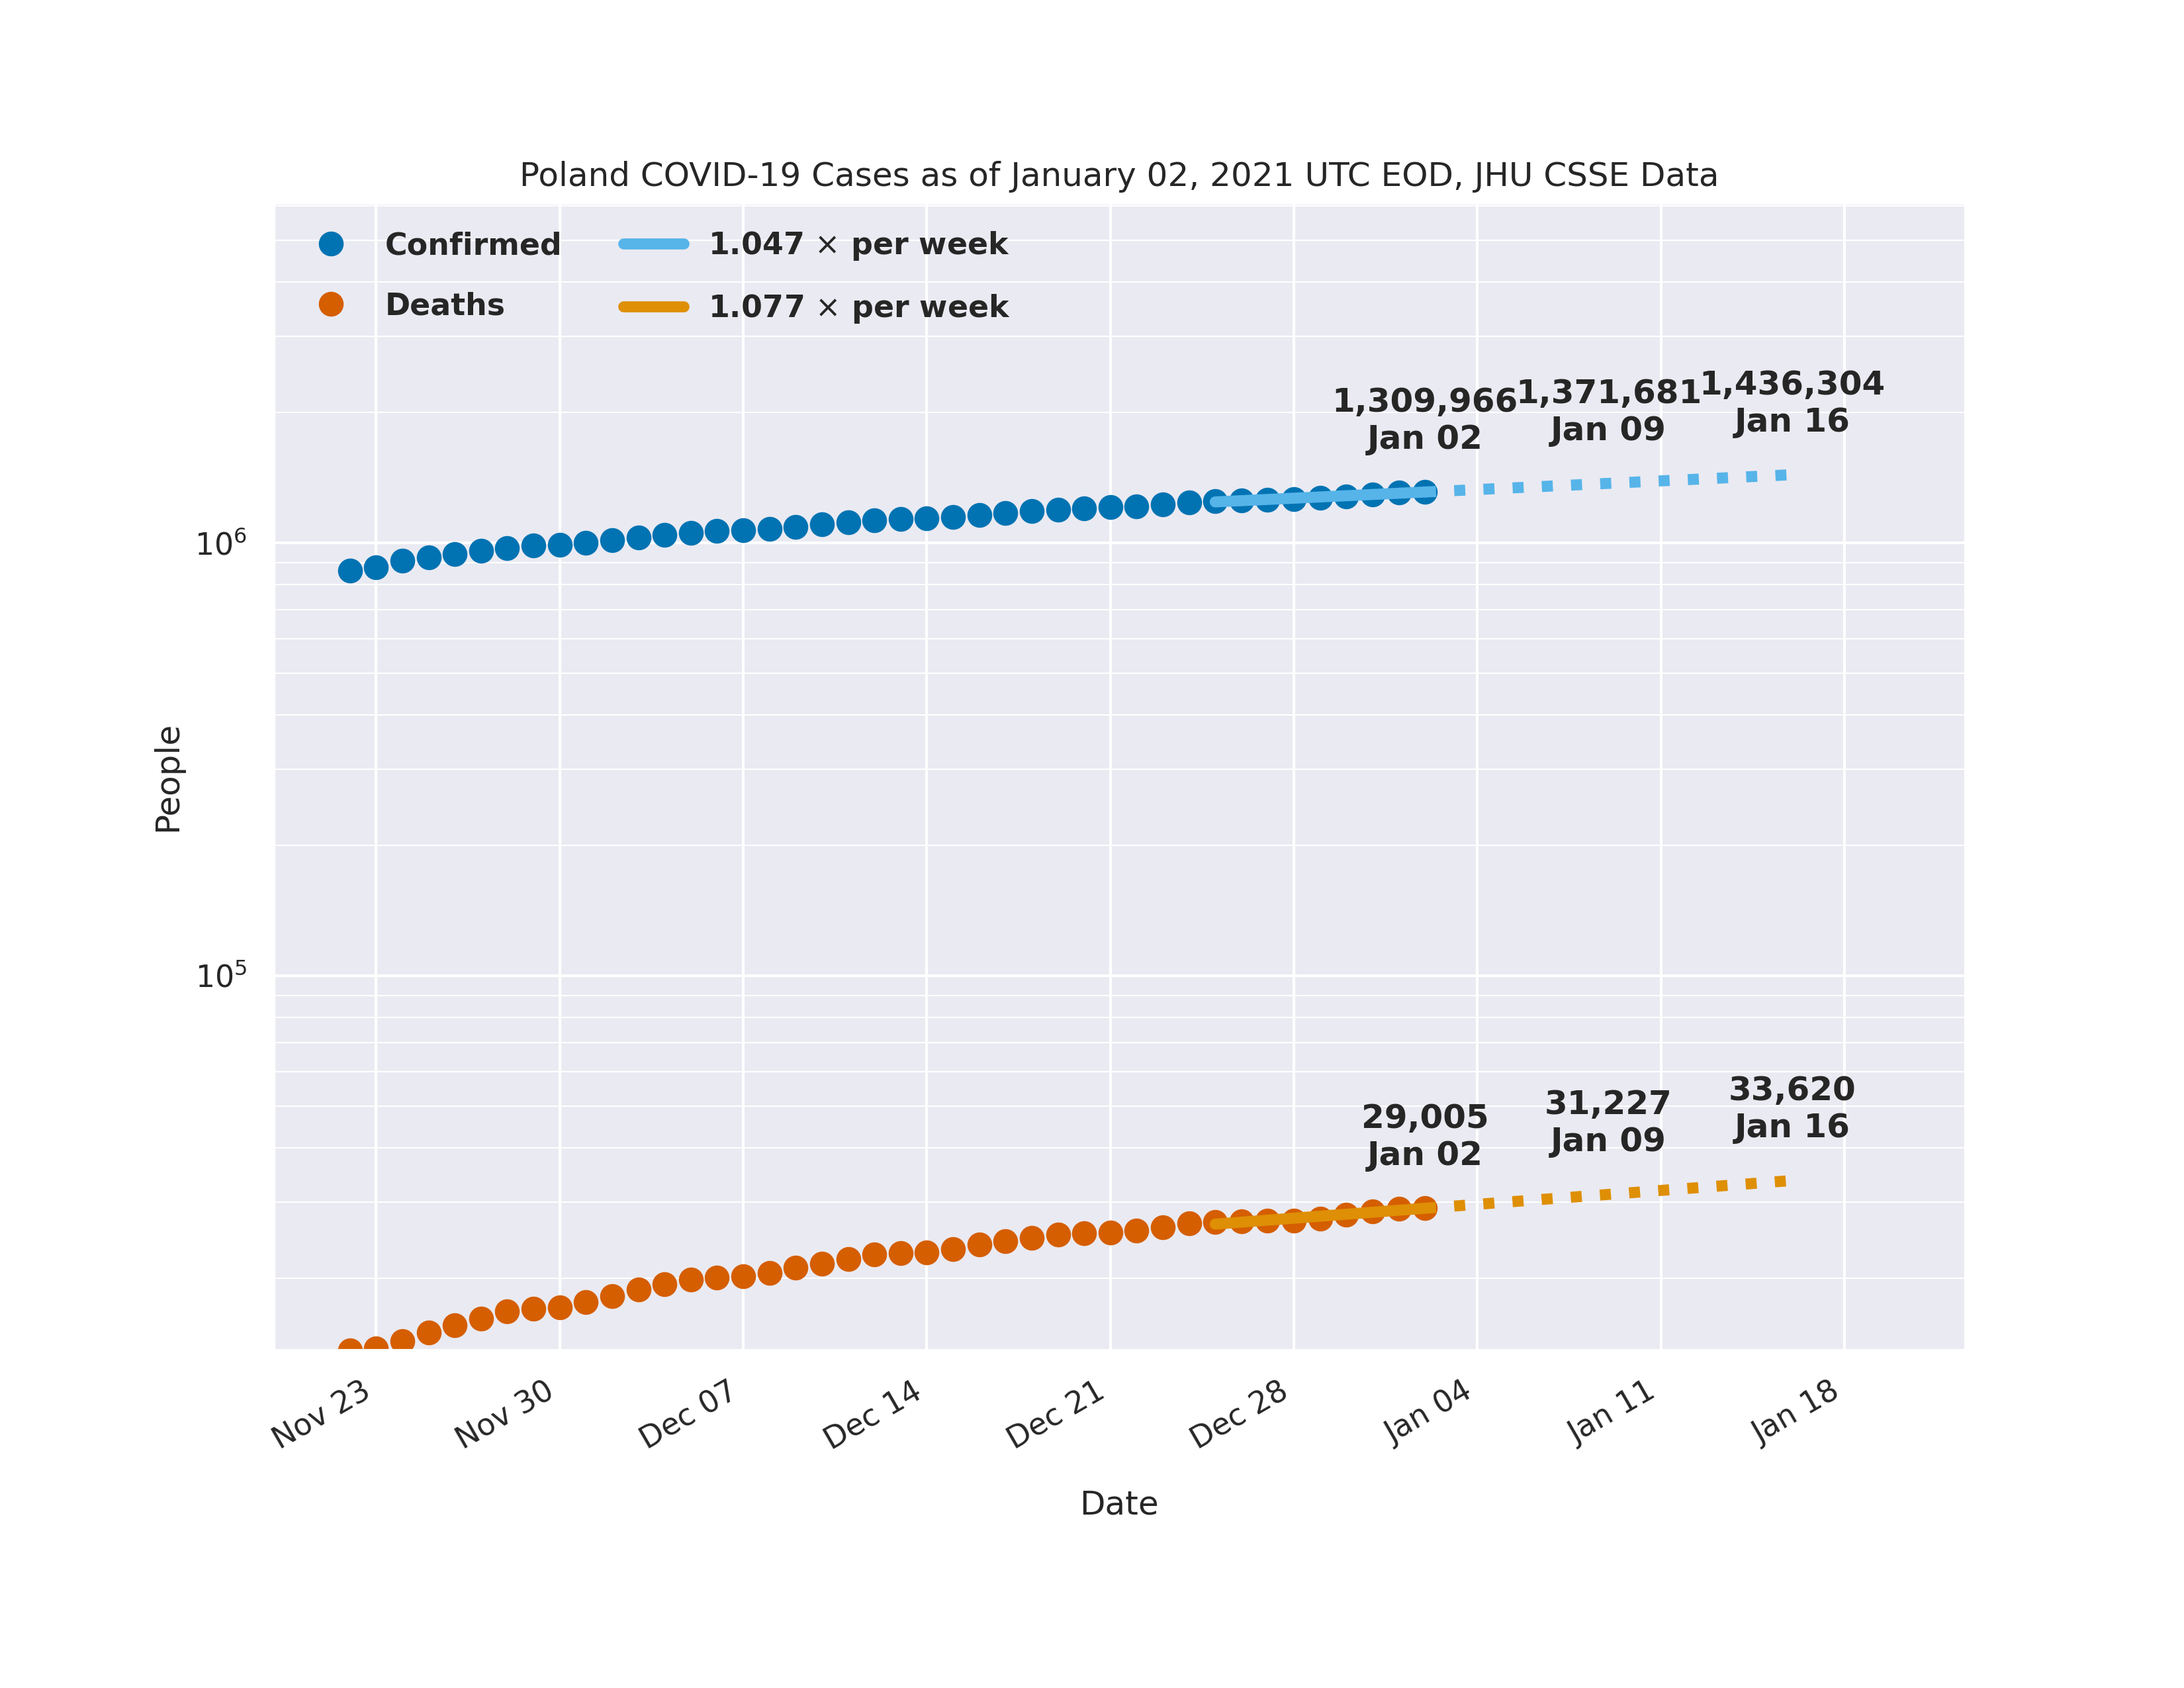 Poland COVID-19 Cases as of January 02, 2021 UTC EOD, JHU CSSE Data
Confirmed
Deaths
1.047 × per week
1.077 × per week
1,309,966
Jan 02
1,371,681
Jan 09
1,436,304
Jan 16
10⁶
People
10⁵
29,005
Jan 02
31,227
Jan 09
33,620
Jan 16
Nov 23
Nov 30
Dec 07
Dec 14
Dec 21
Dec 28
Jan 04
Jan 11
Jan 18
Date